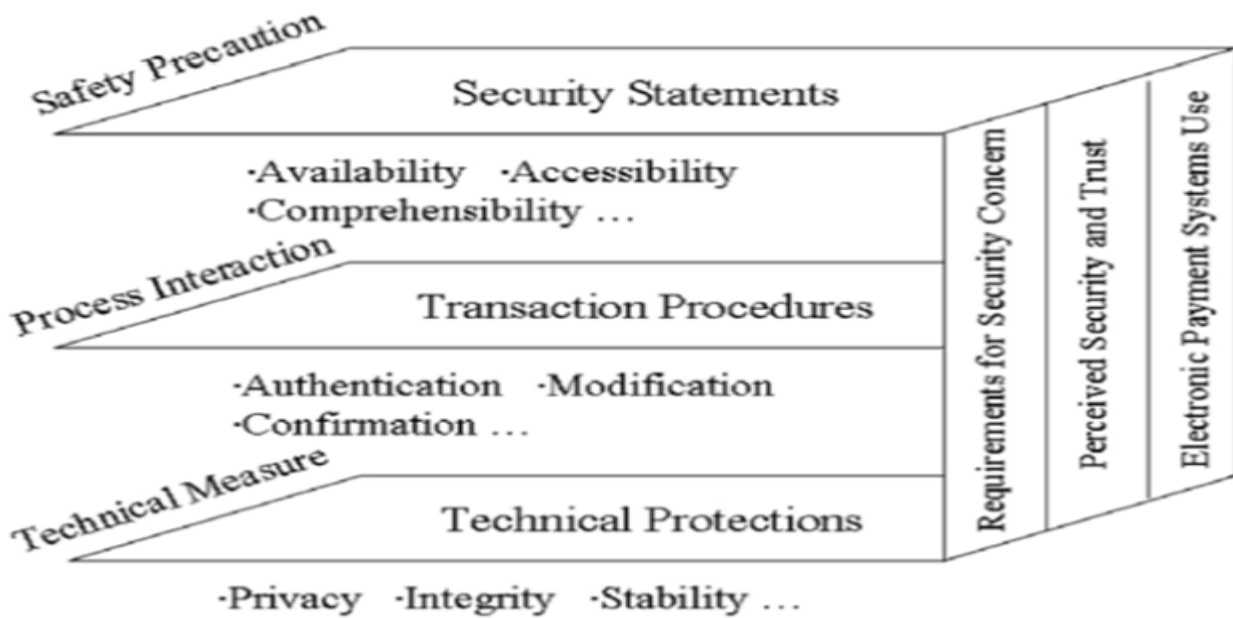 Safety Precaution
Security Statements
·Availability ·Accessibility
·Comprehensibility ...
Process Interaction
Transaction Procedures
·Authentication ·Modification
·Confirmation ...
Technical Measure
Technical Protections
·Privacy ·Integrity ·Stability ...
Requirements for Security Concern
Perceived Security and Trust
Electronic Payment Systems Use